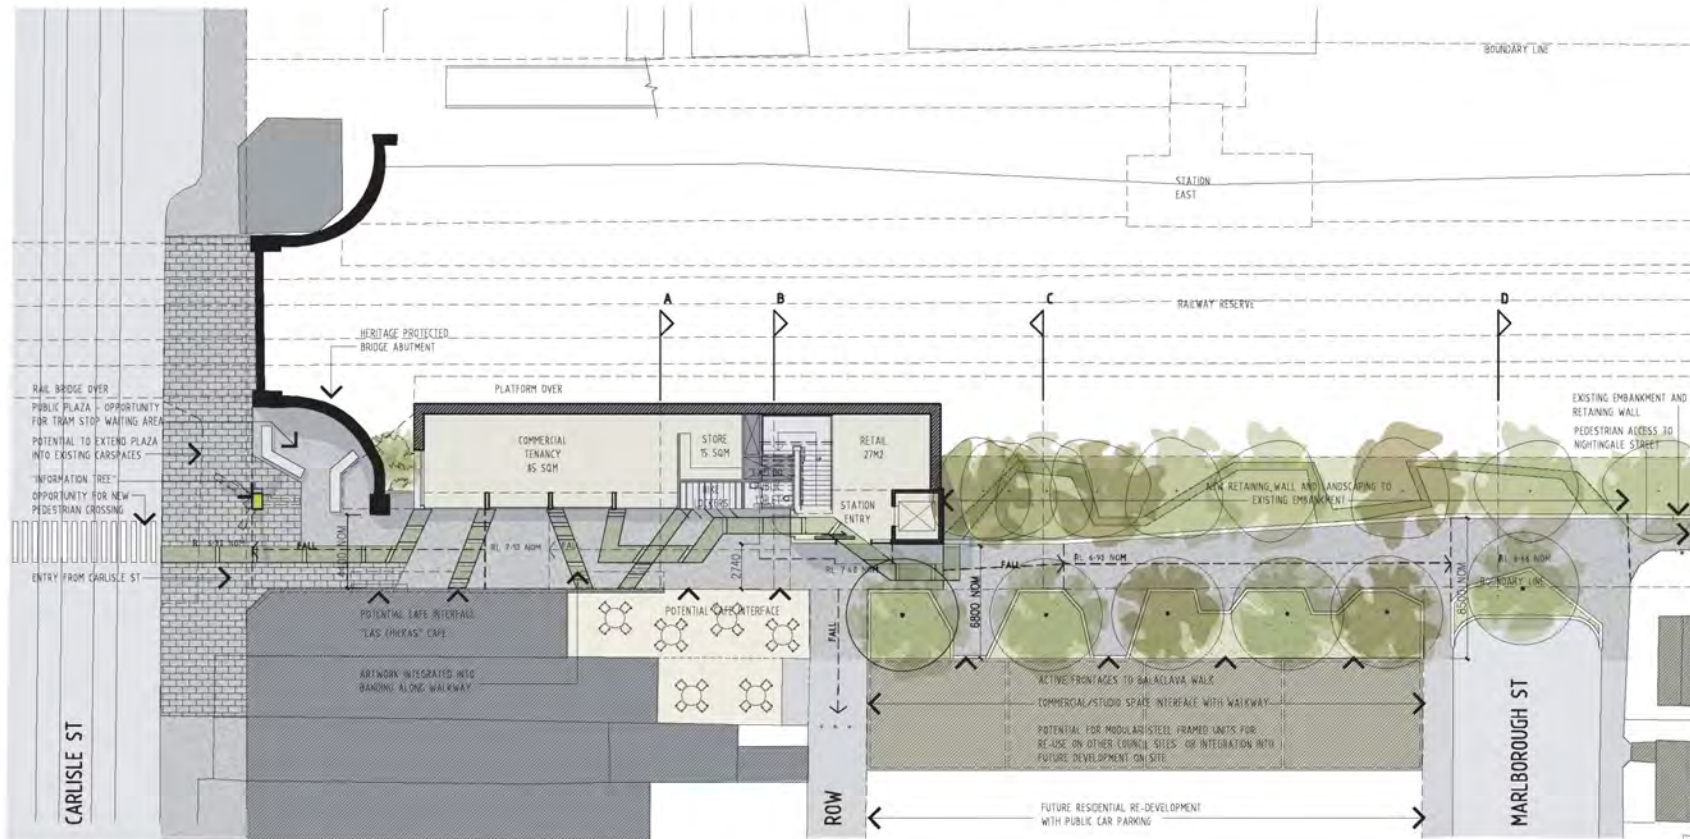 BOUNDARY LINE
STATION
EAST
A
B
C
D
RAILWAY RESERVE
HERITAGE PROTECTED
BRIDGE ABUTMENT
RAIL BRIDGE OVER
PUBLIC PLAZA - OPPORTUNITY
FOR TRAM STOP WAITING AREA
POTENTIAL TO EXTEND PLAZA
INTO EXISTING CARSPACES
"INFORMATION TREE"
OPPORTUNITY FOR NEW
PEDESTRIAN CROSSING
ENTRY FROM CARLISLE ST
PLATFORM OVER
COMMERCIAL
TENANCY
85 SQM
STORE
15 SQM
RETAIL
27M2
STATION
ENTRY
EXISTING EMBANKMENT AND
RETAINING WALL
PEDESTRIAN ACCESS TO
NIGHTINGALE STREET
NEW RETAINING WALL AND LANDSCAPING TO
EXISTING EMBANKMENT
FALL
2740
FALL
RL 6-90 NOM
6800 NOM
8500 NOM
BOUNDARY LINE
POTENTIAL CAFE INTERFACE
CAFE
POTENTIAL CAFE INTERFACE
ARTWORK INTEGRATED INTO
BANDING ALONG WALKWAY
FALL
ACTIVE FRONTAGES TO BALACLAVA WALK
COMMERCIAL/STUDIO SPACE INTERFACE WITH WALKWAY
POTENTIAL FOR MODULAR STEEL FRAMED UNITS FOR
RE-USE ON OTHER COUNCIL SITES OR INTEGRATION INTO
FUTURE DEVELOPMENT ON SITE
FUTURE RESIDENTIAL RE-DEVELOPMENT
WITH PUBLIC CAR PARKING
CARLISLE ST
ROW
MARLBOROUGH ST